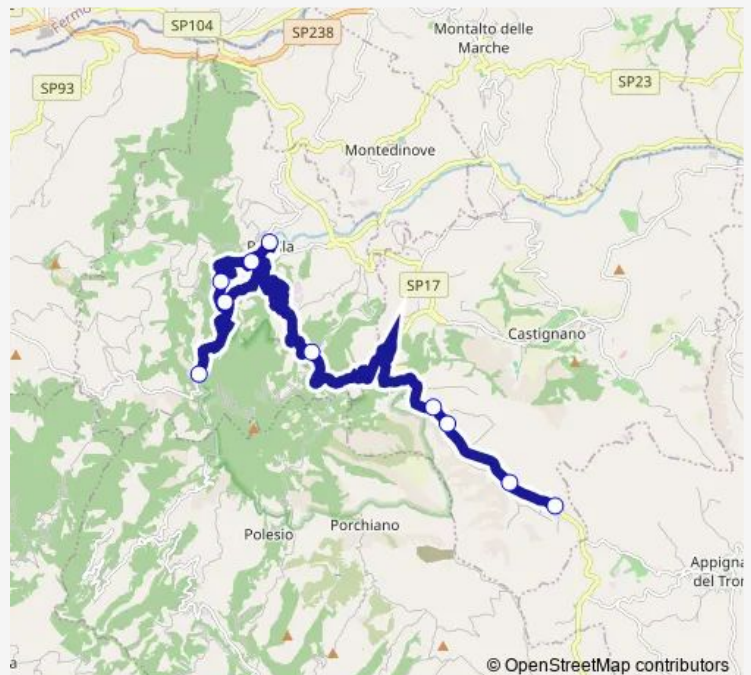 Fermo
SP104
SP238
Montalto delle
Marche
SP93
SP23
Montedinove
SP17
Castignano
Polesio
Porchiano
Appigna
del Tron
a
© OpenStreetMap contributors